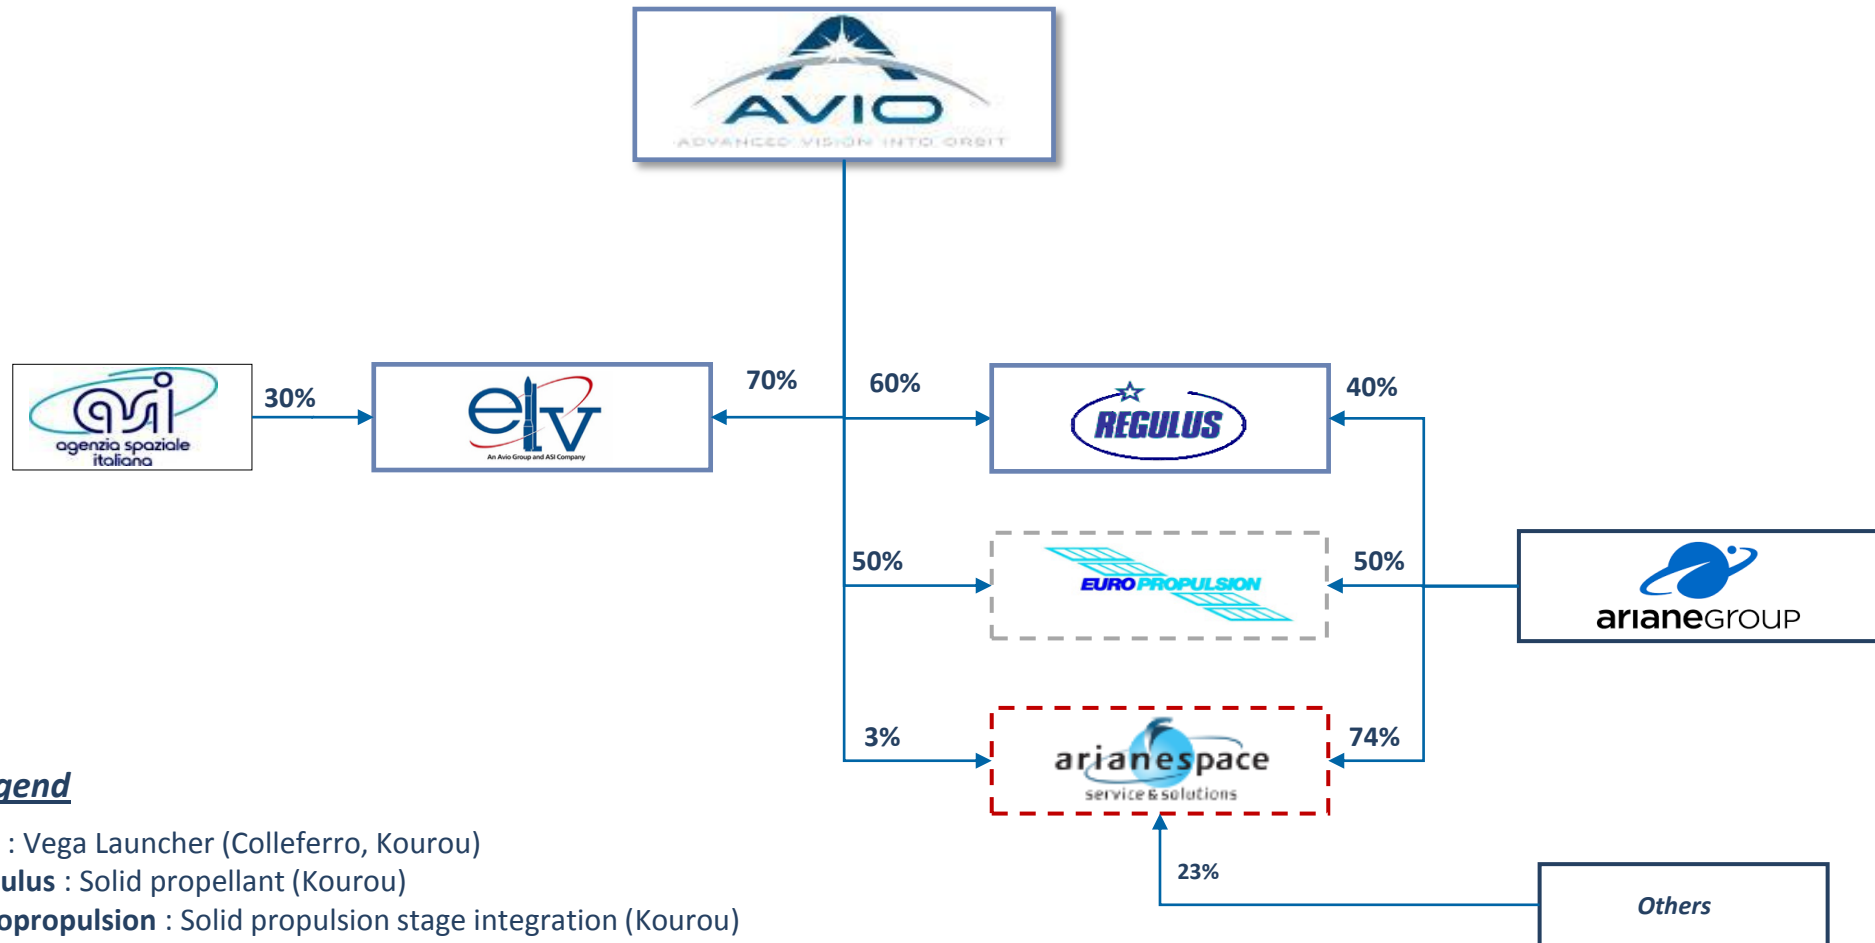 AVIO
ADVANCED VISION INTO ORBIT
asi
agenzia spaziale
italiana
30%
elv
An Avio Group and ASI Company
70%
60%
REGULUS
40%
50%
EUROPROPULSION
50%
arianeGROUP
3%
arianespace
service & solutions
74%
23%
Others
gend
: Vega Launcher (Colleferro, Kourou)
ulus : Solid propellant (Kourou)
opropulsion : Solid propulsion stage integration (Kourou)